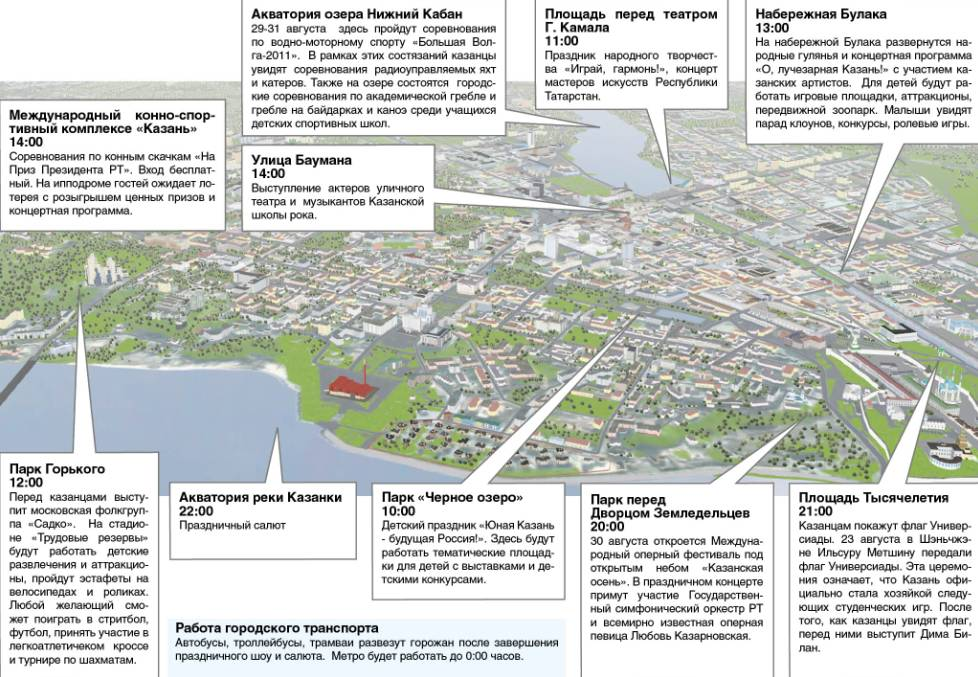 Акватория озера Нижний Кабан
29-31 августа здесь пройдут соревнования
по водно-моторному спорту «Большая Вол-
га-2011». В рамках этих состязаний казанцы
увидят соревнования радиоуправляемых яхт
и катеров. Также на озере состоятся городс-
кие соревнования по академической гребле и
гребле на байдарках и каноэ среди учащихся
детских спортивных школ.
Площадь перед театром
Г. Камала
11:00
Праздник народного творчест-
ва «Играй, гармонь!», концерт
мастеров искусств Республики
Татарстан.
Набережная Булака
13:00
На набережной Булака развернутся на-
родные гулянья и концертная программа
«О, лучезарная Казань!» с участием ка-
занских артистов. Для детей будут ра-
ботать игровые площадки, аттракционы,
передвижной зоопарк. Малыши увидят
парад клоунов, конкурсы, ролевые игры.
Международный конно-спор-
тивный комплексе «Казань»
14:00
Соревнования по конным скачкам «На
Приз Президента РТ». Вход бесплат-
ный. На ипподроме гостей ожидает ло-
терея с розыгрышем ценных призов и
концертная программа.
Улица Баумана
14:00
Выступление актеров уличного
театра и музыкантов Казанской
школы рока.
Парк Горького
12:00
Перед казанцами высту-
пит московская фолкгруп-
па «Садко». На стадио-
не «Трудовые резервы»
будут работать детские
развлечения и аттракцио-
ны, пройдут эстафеты на
велосипедах и роликах.
Любой желающий смо-
жет поиграть в стритбол,
футбол, принять участие в
легкоатлетичеком кроссе
и турнире по шахматам.
Акватория реки Казанки
22:00
Праздничный салют
Парк «Черное озеро»
10:00
Детский праздник «Юная Казань
- будущая Россия!». Здесь будут
работать тематические площад-
ки для детей с выставками и де-
тскими конкурсами.
Парк перед
Дворцом Земледельцев
20:00
30 августа откроется Междуна-
родный оперный фестиваль под
открытым небом «Казанская
осень». В праздничном концерте
примут участие Государствен-
ный симфонический оркестр РТ
и всемирно известная оперная
певица Любовь Казарновская.
Площадь Тысячелетия
21:00
Казанцам покажут флаг Универ-
сиады. 23 августа в Шэньчжэ-
не Ильсуру Метшину передали
флаг Универсиады. Эта церемо-
ния означает, что Казань офи-
циально стала хозяйкой следу-
ющих студенческих игр. После
того, как казанцы увидят флаг,
перед ними выступит Дима Би-
лан.
Работа городского транспорта
Автобусы, троллейбусы, трамваи развезут горожан после завершения
праздничного шоу и салюта. Метро будет работать до 0:00 часов.